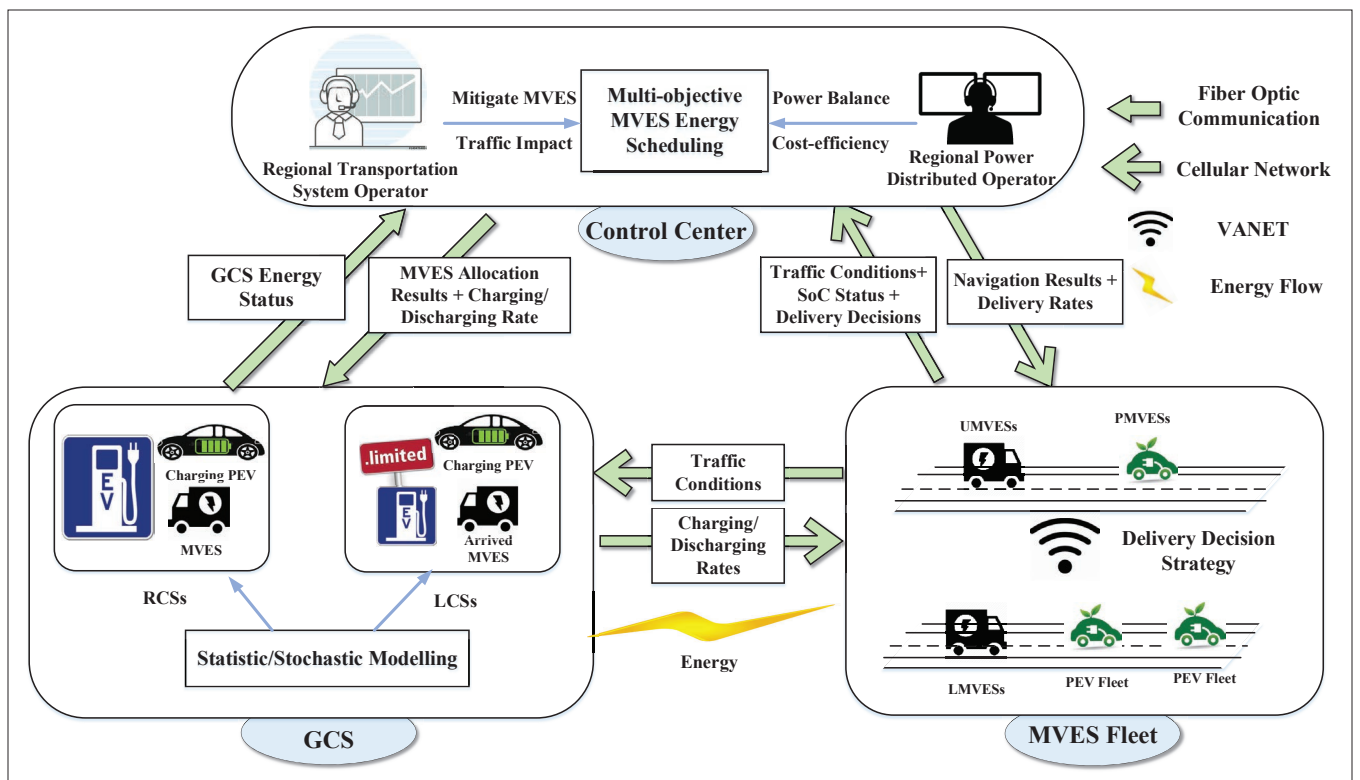 Mitigate MVES
Traffic Impact
Multi-objective
MVES Energy
Scheduling
Power Balance
Cost-efficiency
Regional Transportation
System Operator
Regional Power
Distributed Operator
Control Center
Fiber Optic
Communication
Cellular Network
VANET
Energy Flow
GCS Energy
Status
MVES Allocation
Results + Charging/
Discharging Rate
Traffic Conditions+
SoC Status +
Delivery Decisions
Navigation Results +
Delivery Rates
EV
Charging PEV
MVES
RCSs
.limited
Charging PEV
EV
Arrived
MVES
LCSs
Statistic/Stochastic Modelling
GCS
Traffic
Conditions
Charging/
Discharging
Rates
Energy
UMVESs
PMVESs
Delivery Decision
Strategy
LMVESs
PEV Fleet
PEV Fleet
MVES Fleet